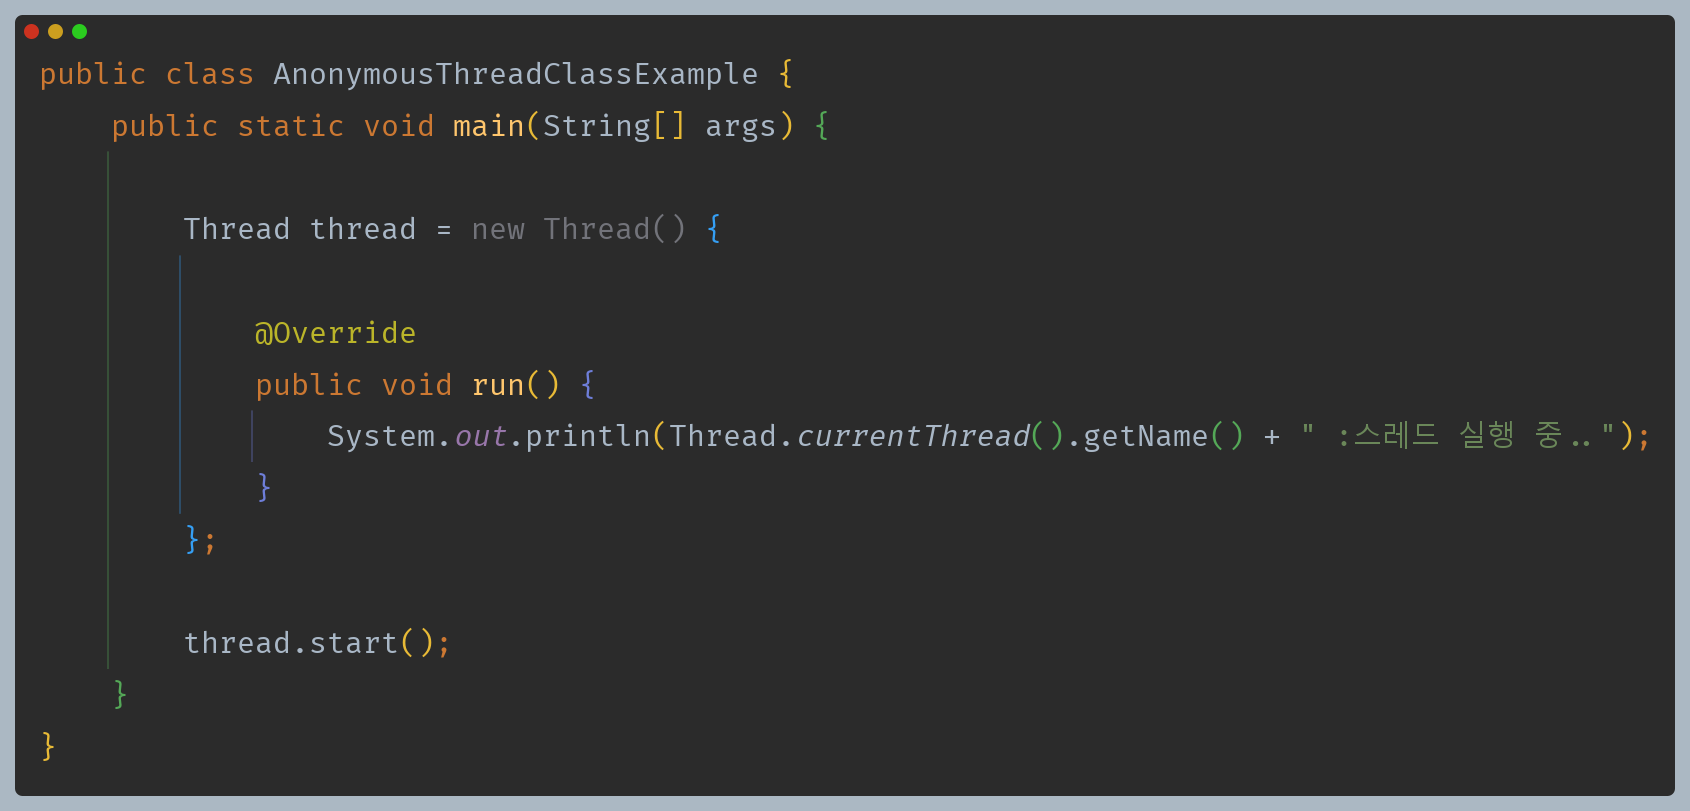 public class AnonymousThreadClassExample {
public static void main(String[] args) {
Thread thread = new Thread() {
@Override
public void run() {
System.out.println(Thread.currentThread().getName() + " :스레드 실행 중..");
}
};
thread.start();
}
}